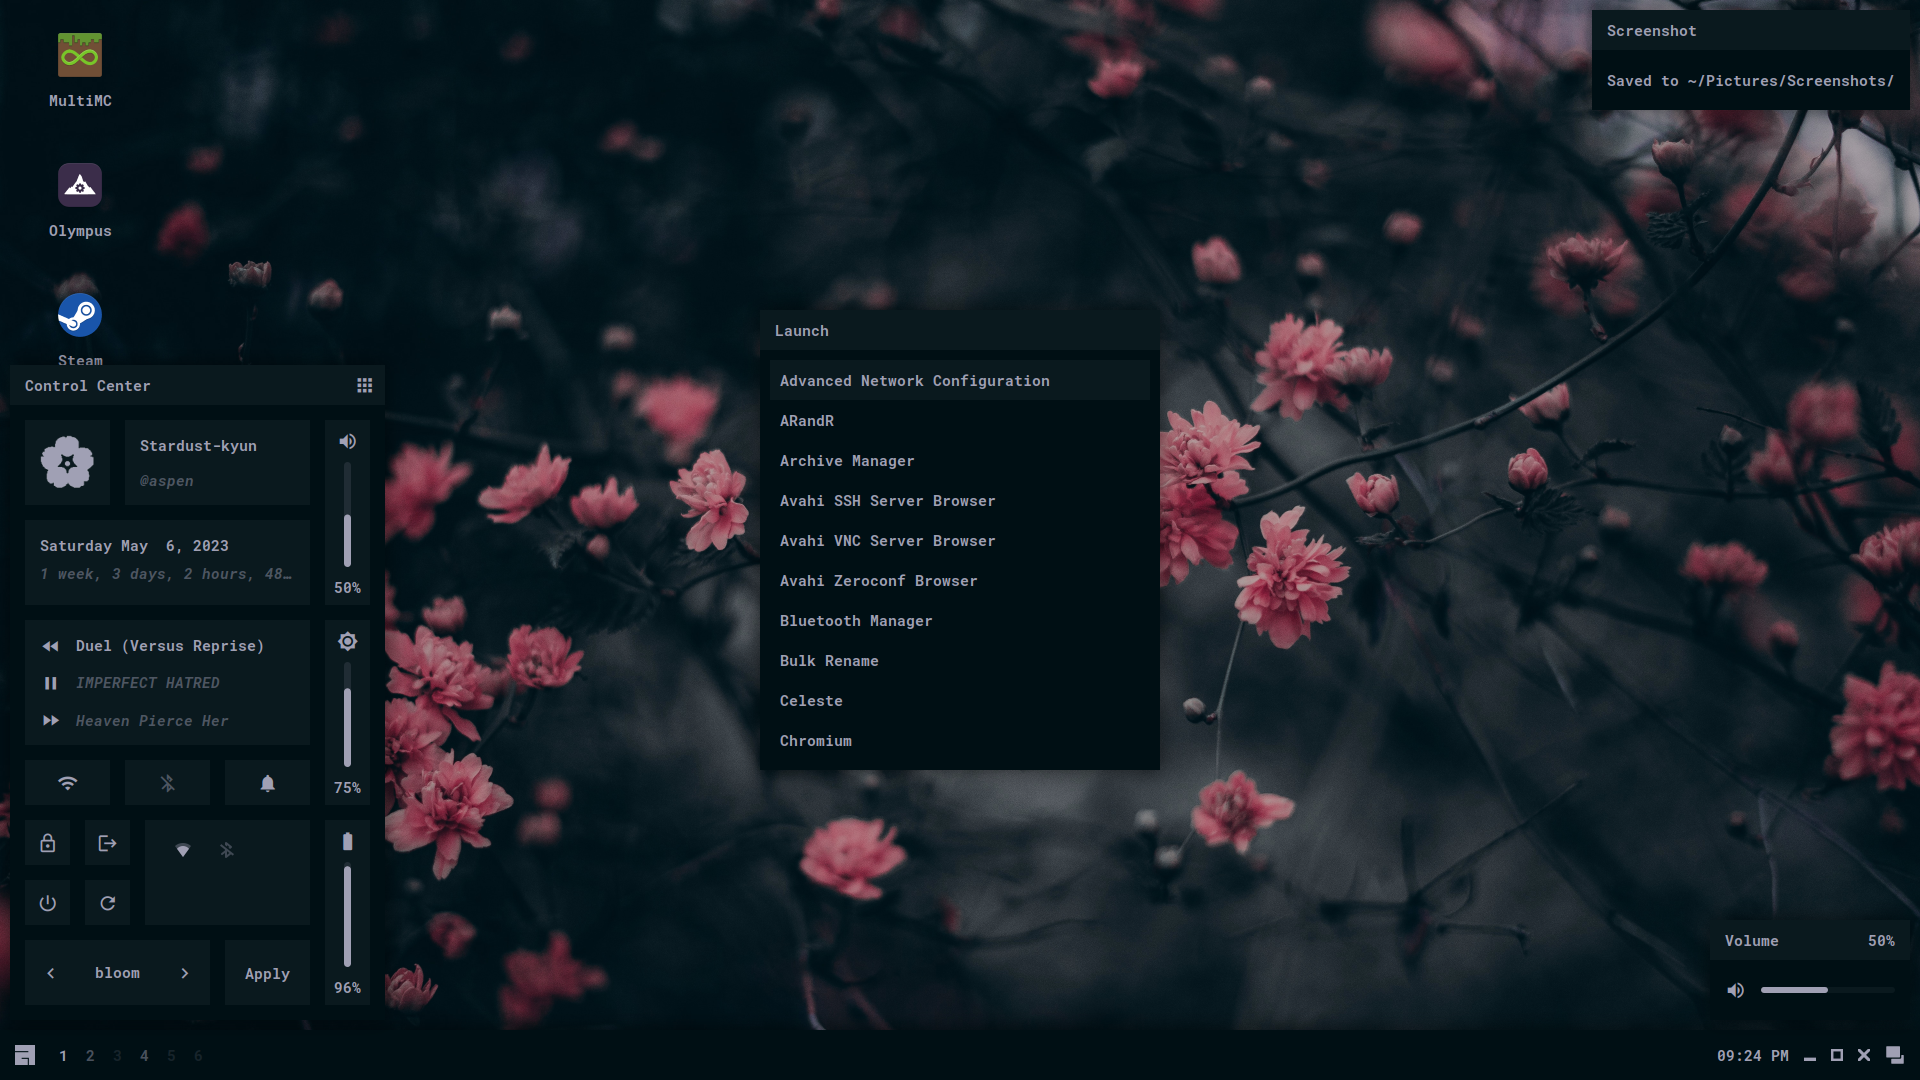 MultiMC
Olympus
Steam
Control Center
Stardust-kyun
@aspen
Saturday May  6, 2023
1 week, 3 days, 2 hours, 48…
50%
Duel (Versus Reprise)
IMPERFECT HATRED
Heaven Pierce Her
75%
bloom
Apply
96%
Launch
Advanced Network Configuration
ARandR
Archive Manager
Avahi SSH Server Browser
Avahi VNC Server Browser
Avahi Zeroconf Browser
Bluetooth Manager
Bulk Rename
Celeste
Chromium
Screenshot
Saved to ~/Pictures/Screenshots/
Volume 50%
1 2 3 4 5 6
09:24 PM